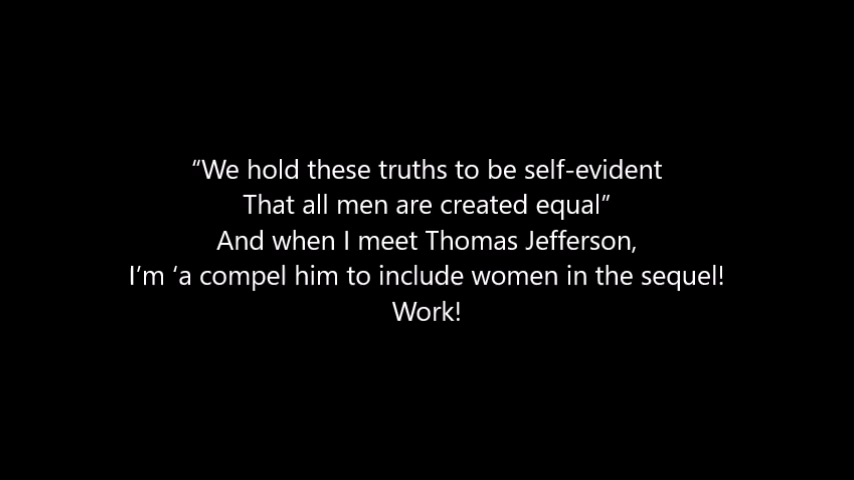 “We hold these truths to be self-evident
That all men are created equal”
And when I meet Thomas Jefferson,
I’m ‘a compel him to include women in the sequel!
Work!